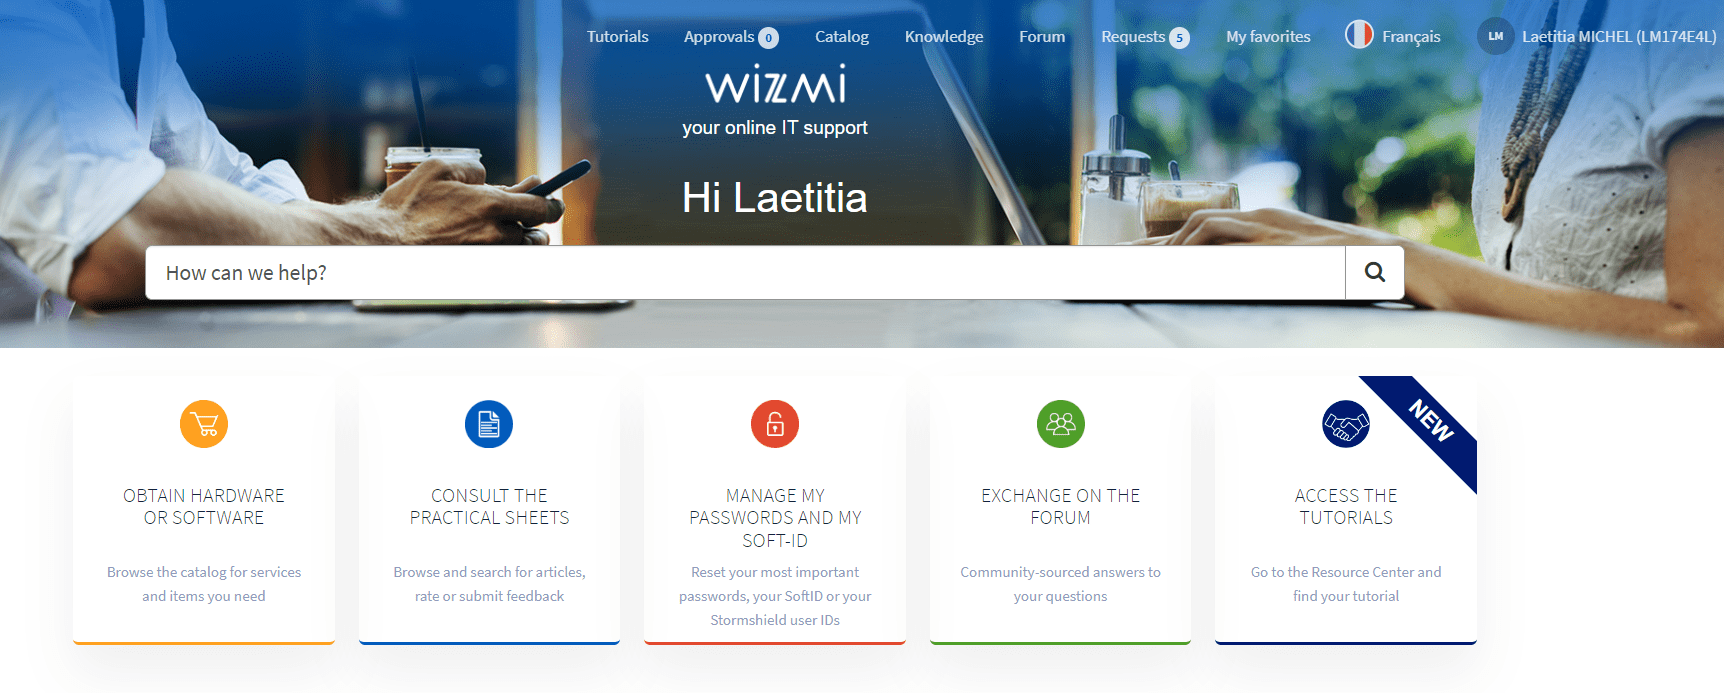 Tutorials Approvals 0 Catalog Knowledge Forum Requests 5 My favorites Français LM Laetitia MICHEL (LM174E4L)
wizzmi
your online IT support
Hi Laetitia
How can we help?
NEW
OBTAIN HARDWARE
OR SOFTWARE
Browse the catalog for services
and items you need
CONSULT THE
PRACTICAL SHEETS
Browse and search for articles,
rate or submit feedback
MANAGE MY
PASSWORDS AND MY
SOFT-ID
Reset your most important
passwords, your SoftID or your
Stormshield user IDs
EXCHANGE ON THE
FORUM
Community-sourced answers to
your questions
ACCESS THE
TUTORIALS
Go to the Resource Center and
find your tutorial